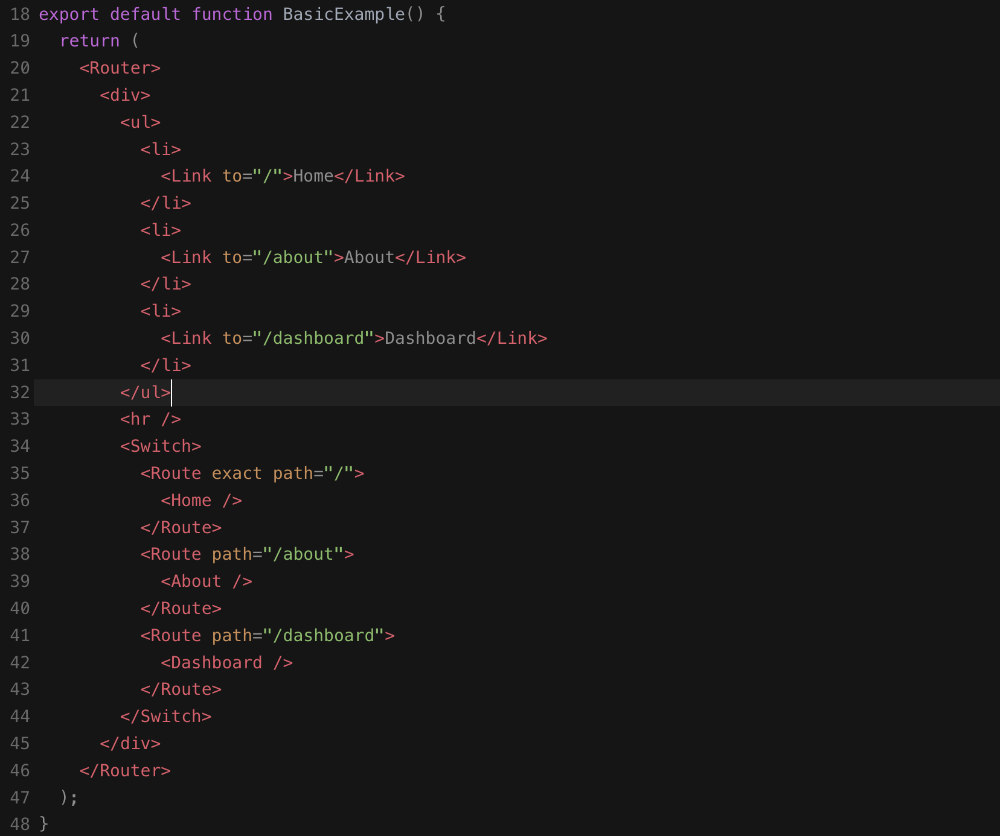 18 export default function BasicExample() {
19   return (
20     <Router>
21       <div>
22         <ul>
23           <li>
24             <Link to="/">Home</Link>
25           </li>
26           <li>
27             <Link to="/about">About</Link>
28           </li>
29           <li>
30             <Link to="/dashboard">Dashboard</Link>
31           </li>
32         </ul>
33         <hr />
34         <Switch>
35           <Route exact path="/">
36             <Home />
37           </Route>
38           <Route path="/about">
39             <About />
40           </Route>
41           <Route path="/dashboard">
42             <Dashboard />
43           </Route>
44         </Switch>
45       </div>
46     </Router>
47   );
48 }